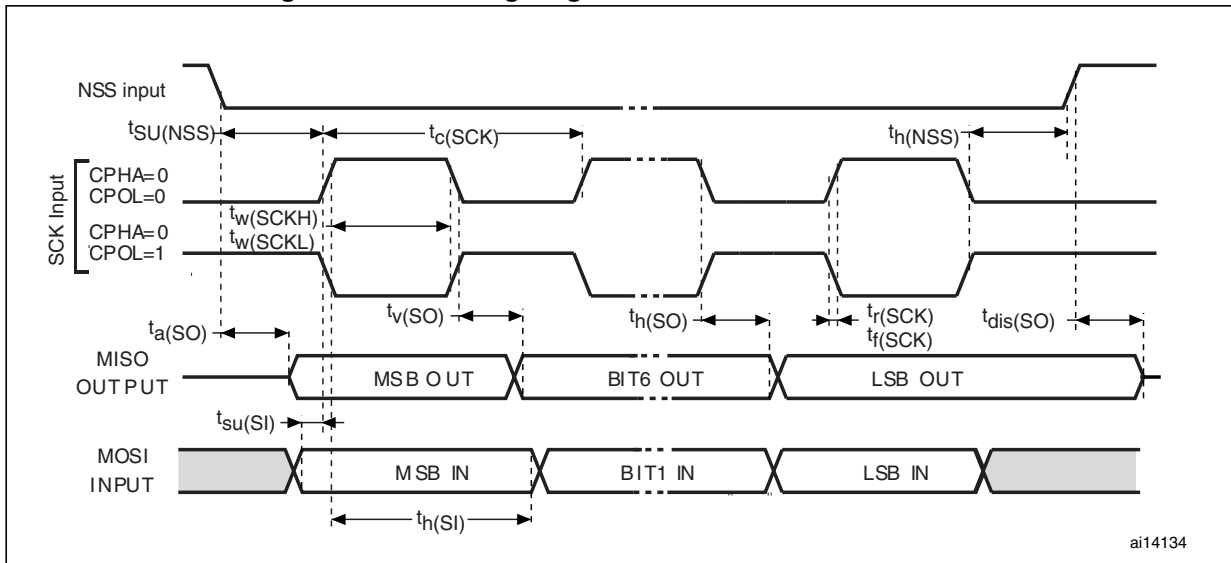 NSS input
tSU(NSS)
tc(SCK)
th(NSS)
SCK Input
CPHA=0
CPOL=0
tw(SCKH)
CPHA=0
tw(SCKL)
CPOL=1
tv(SO)
th(SO)
tr(SCK)
tf(SCK)
tdis(SO)
ta(SO)
MISO
OUTPUT
MSB OUT
BIT6 OUT
LSB OUT
tsu(SI)
MOSI
INPUT
MSB IN
BIT1 IN
LSB IN
th(SI)
ai14134